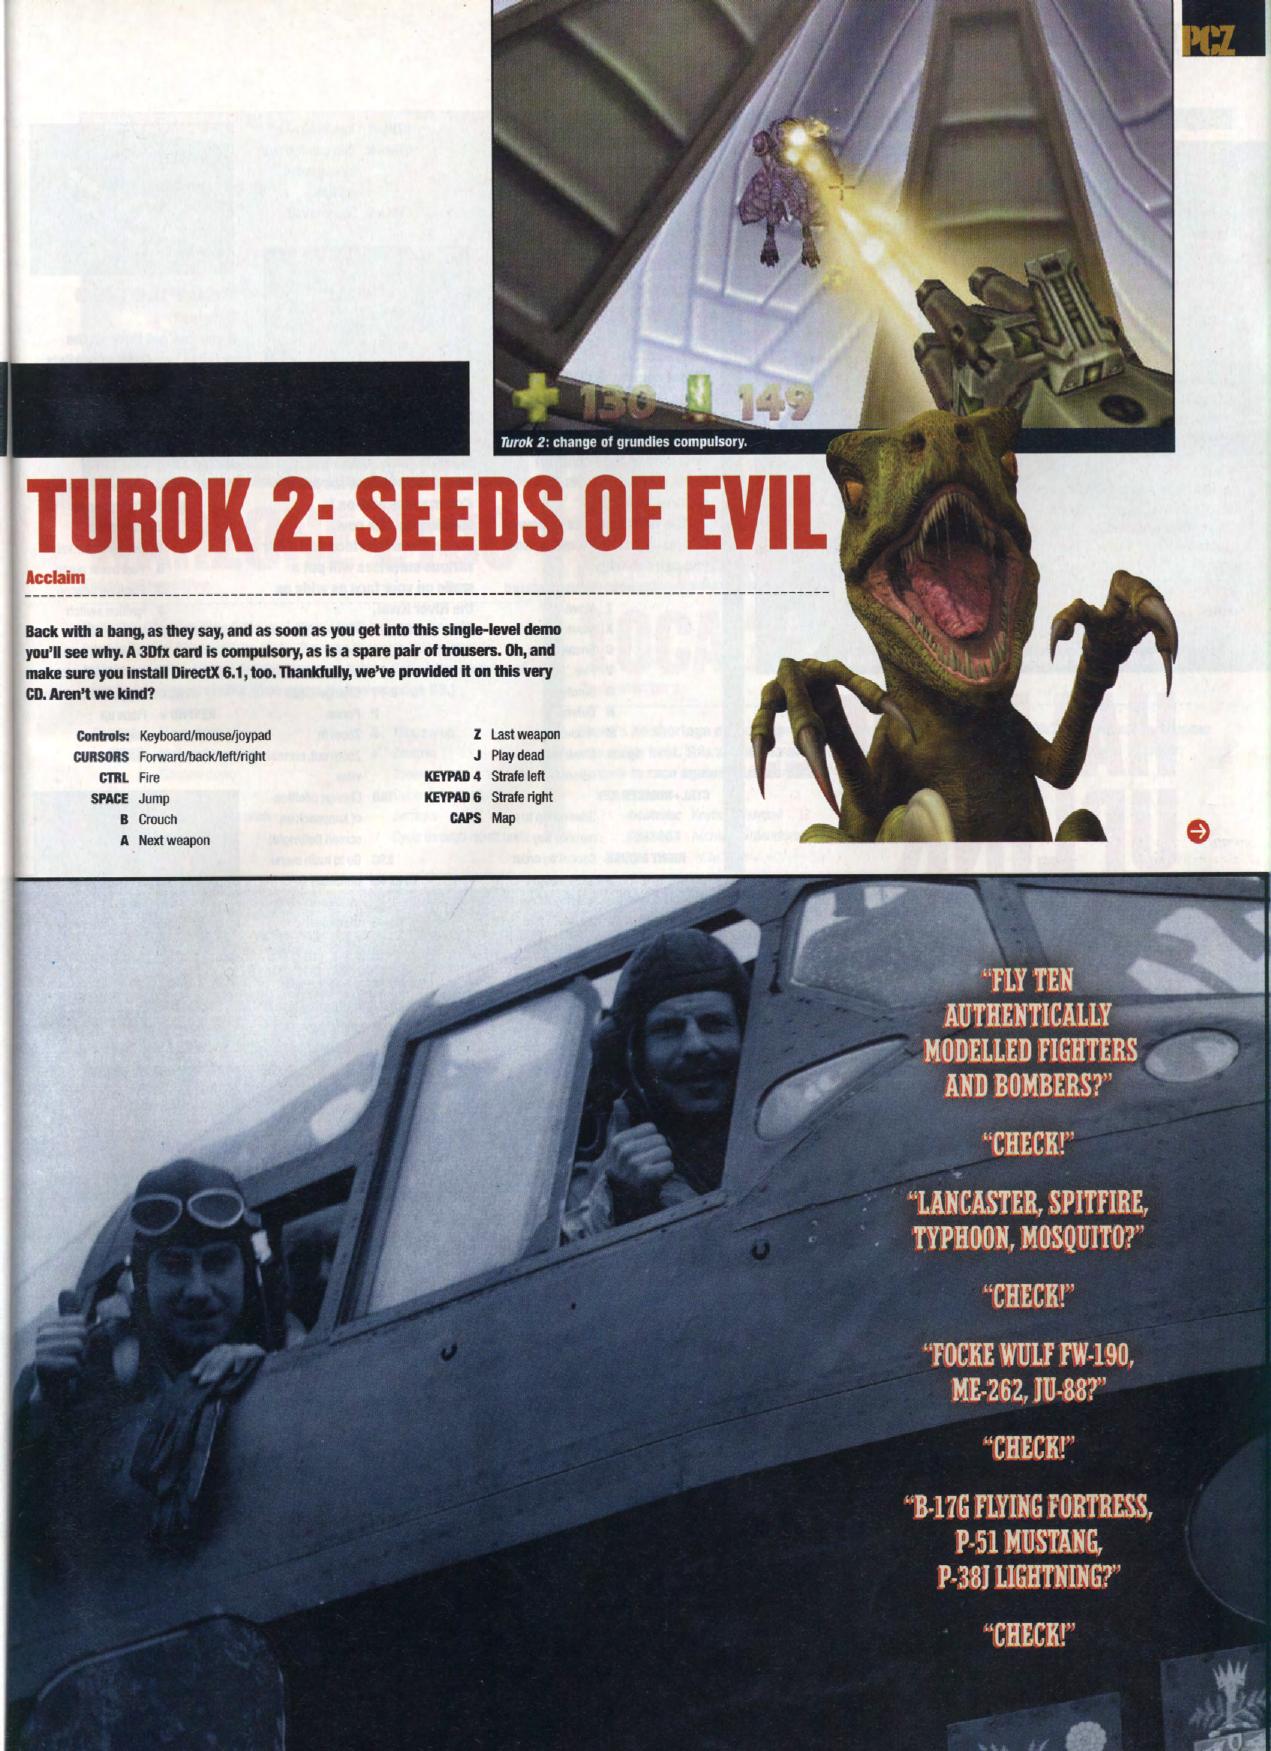 PCZ
130 149
Turok 2: change of grundies compulsory.
TUROK 2: SEEDS OF EVIL
Acclaim
Back with a bang, as they say, and as soon as you get into this single-level demo
you'll see why. A 3Dfx card is compulsory, as is a spare pair of trousers. Oh, and
make sure you install DirectX 6.1, too. Thankfully, we've provided it on this very
CD. Aren't we kind?
Controls: Keyboard/mouse/joypad
CURSORS Forward/back/left/right
CTRL Fire
SPACE Jump
B Crouch
A Next weapon
Z Last weapon
J Play dead
KEYPAD 4 Strafe left
KEYPAD 6 Strafe right
CAPS Map
“FLY TEN
AUTHENTICALLY
MODELLED FIGHTERS
AND BOMBERS?”
“CHECK!”
“LANCASTER, SPITFIRE,
TYPHOON, MOSQUITO?”
“CHECK!”
“FOCKE WULF FW-190,
ME-262, JU-88?”
“CHECK!”
“B-17G FLYING FORTRESS,
P-51 MUSTANG,
P-38J LIGHTNING?”
“CHECK!”